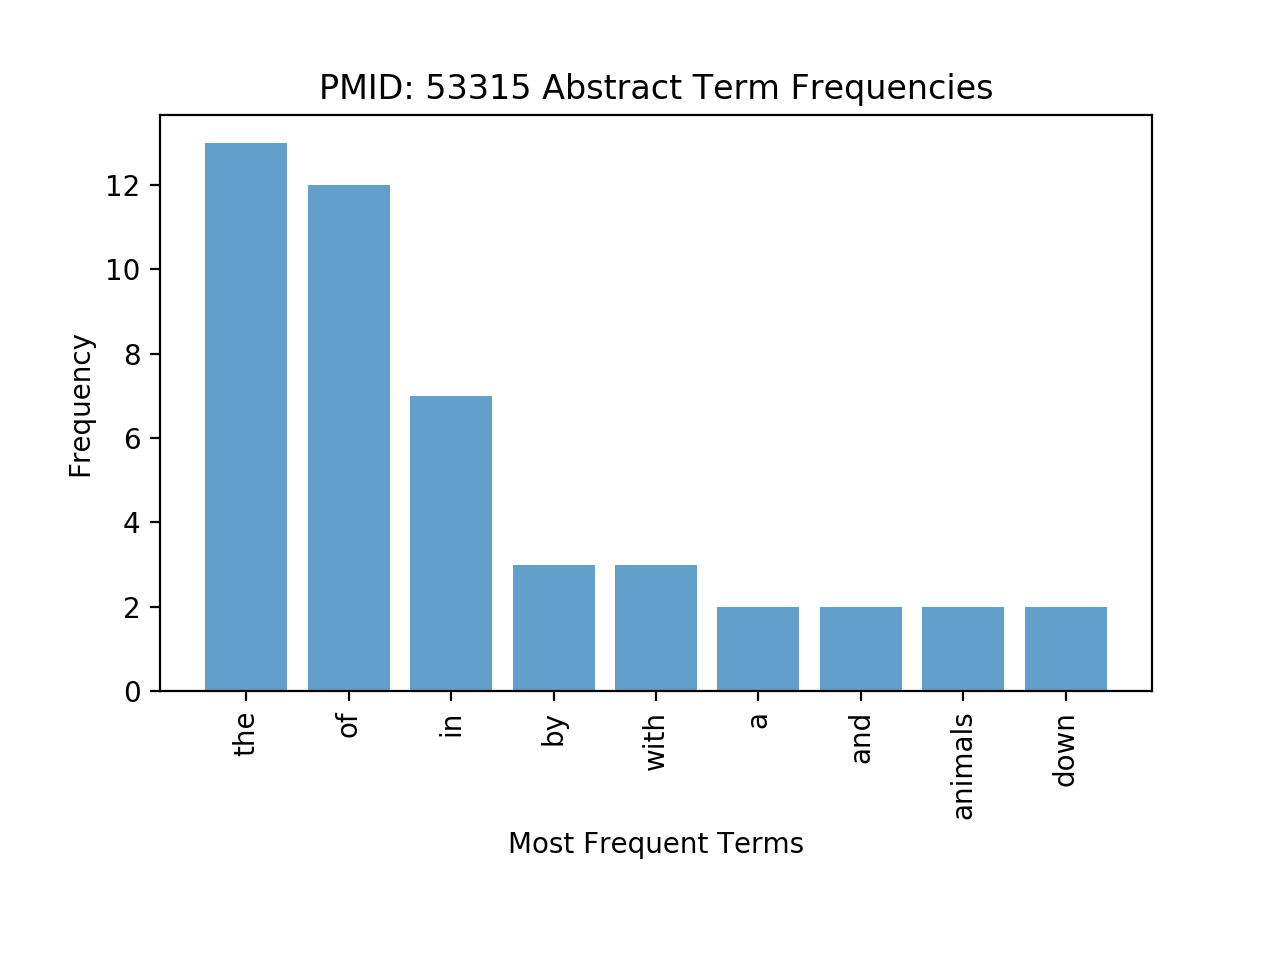 PMID: 53315 Abstract Term Frequencies
Frequency
12
10
8
6
4
2
0
the
of
in
by
with
a
and
animals
down
Most Frequent Terms